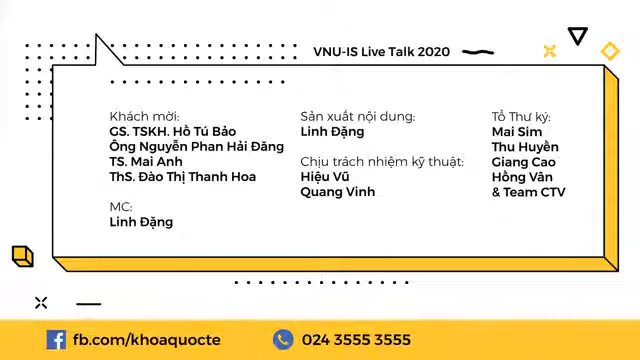 VNU-IS Live Talk 2020
Khách mời:
GS. TSKH. Hồ Tú Bảo
Ông Nguyễn Phan Hải Đăng
TS. Mai Anh
ThS. Đào Thị Thanh Hoa
MC:
Linh Đặng
Sản xuất nội dung:
Linh Đặng
Chịu trách nhiệm kỹ thuật:
Hiệu Vũ
Quang Vinh
Tổ Thư ký:
Mai Sim
Thu Huyền
Giang Cao
Hồng Vân
& Team CTV
fb.com/khoaquocte
024 3555 3555